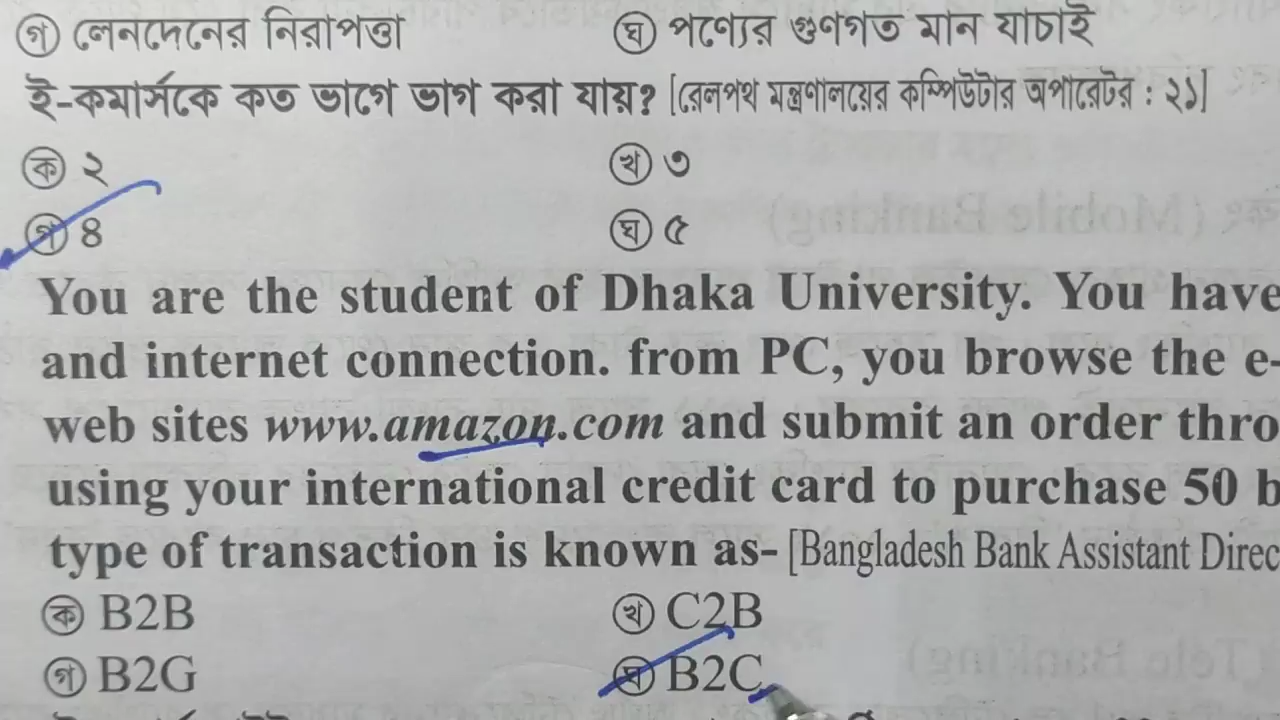 গ লেনদেনের নিরাপত্তা ঘ পণ্যের গুণগত মান যাচাই
ই-কমার্সকে কত ভাগে ভাগ করা যায়? [রেলপথ মন্ত্রণালয়ের কম্পিউটার অপারেটর : ২১]
ক ২ খ ৩
গ ৪ ঘ ৫
You are the student of Dhaka University. You have
and internet connection. from PC, you browse the e-
web sites www.amazon.com and submit an order thro
using your international credit card to purchase 50 b
type of transaction is known as- [Bangladesh Bank Assistant Direc
ক B2B খ C2B
গ B2G ঘ B2C